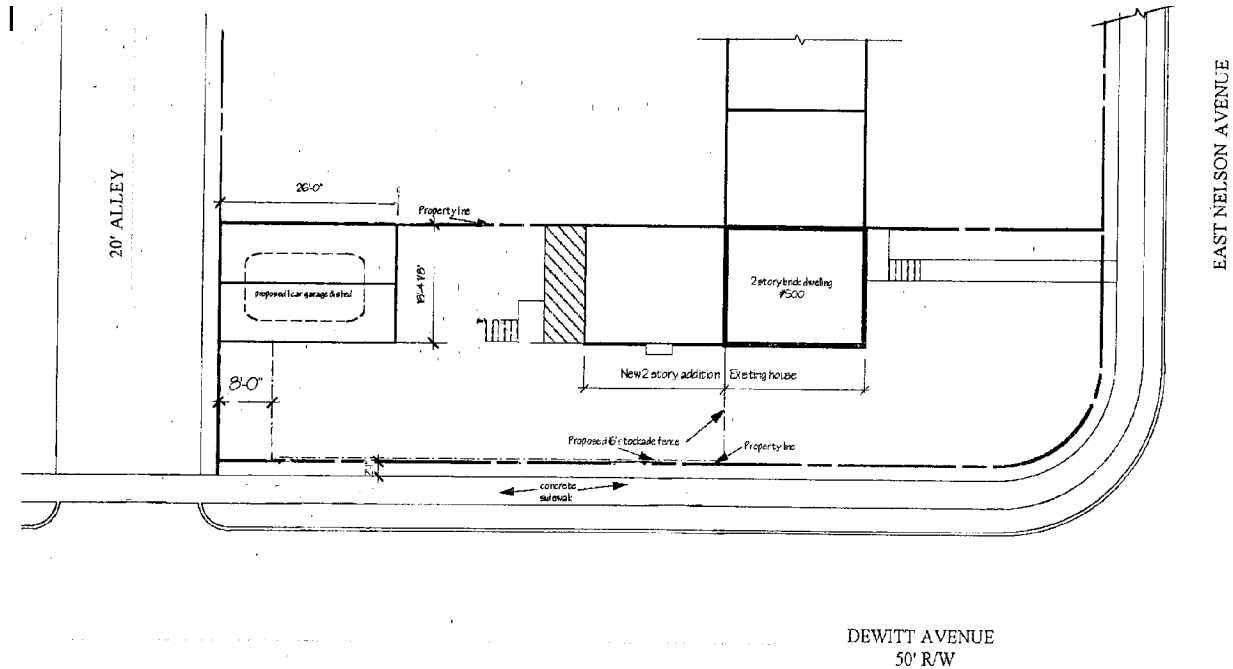 EAST NELSON AVENUE
20' ALLEY
26'-0"
Property line
proposed 1 car garage dashed
2 story brick dwelling
#500
8'-0"
New 2 story addition
Existing house
Proposed 6' stockade fence
Property line
concrete
sidewalk
DEWITT AVENUE
50' R/W